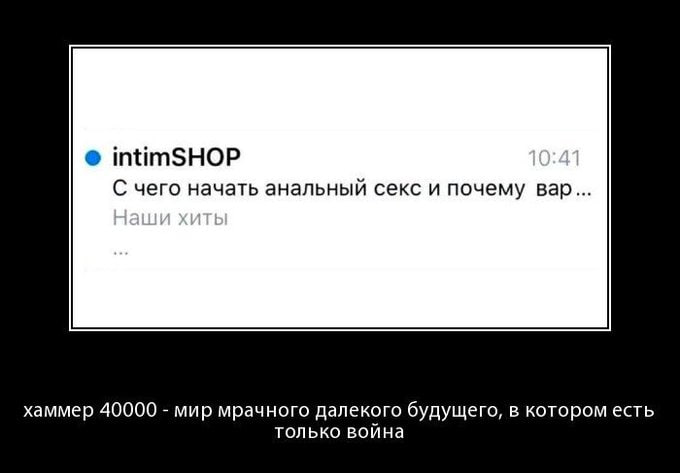 intimSHOP 10:41
С чего начать анальный секс и почему вар...
Наши хиты
...
хаммер 40000 - мир мрачного далекого будущего, в котором есть
только война